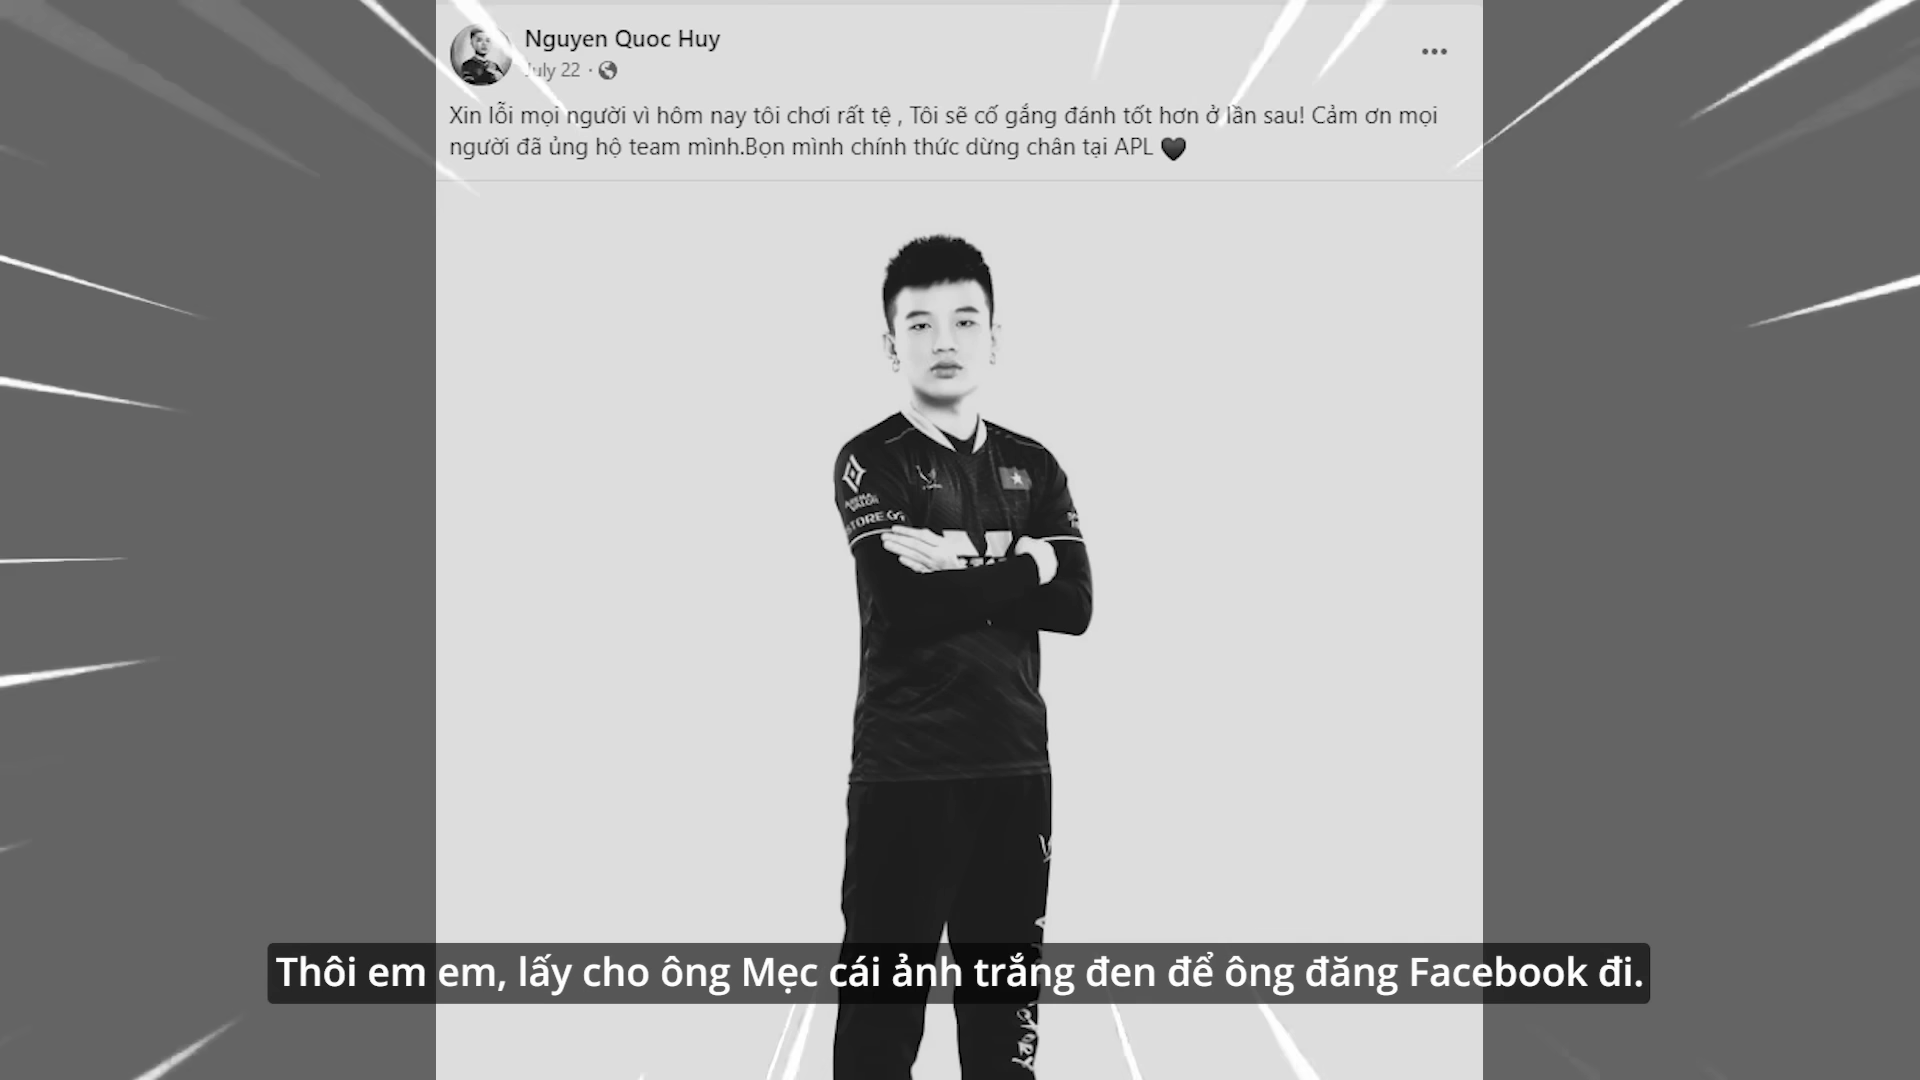 Nguyen Quoc Huy
July 22 ·
Xin lỗi mọi người vì hôm nay tôi chơi rất tệ , Tôi sẽ cố gắng đánh tốt hơn ở lần sau! Cảm ơn mọi
người đã ủng hộ team mình.Bọn mình chính thức dừng chân tại APL
ARENA
VALOR
STORE
Thôi em em, lấy cho ông Mẹc cái ảnh trắng đen để ông đăng Facebook đi.